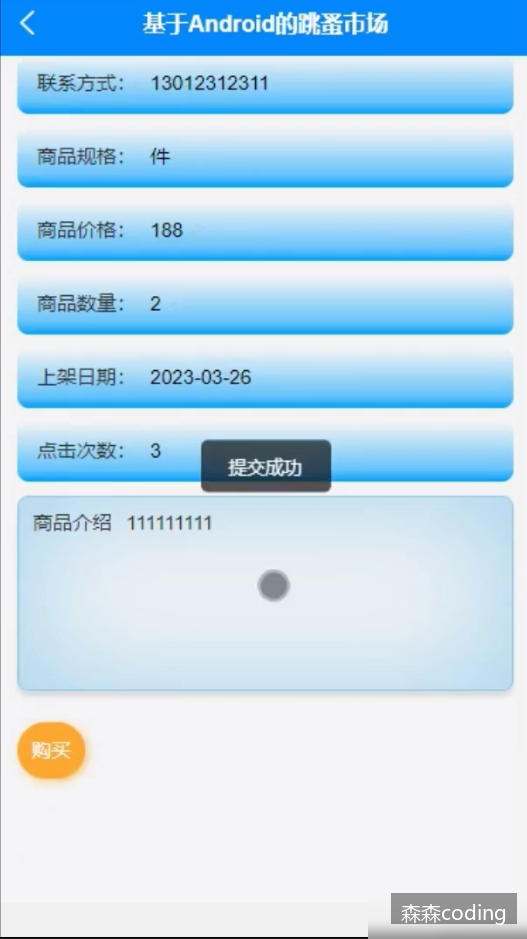 基于Android的跳蚤市场
联系方式： 13012312311
商品规格： 件
商品价格： 188
商品数量： 2
上架日期： 2023-03-26
点击次数： 3
提交成功
商品介绍 111111111
购买
森森coding